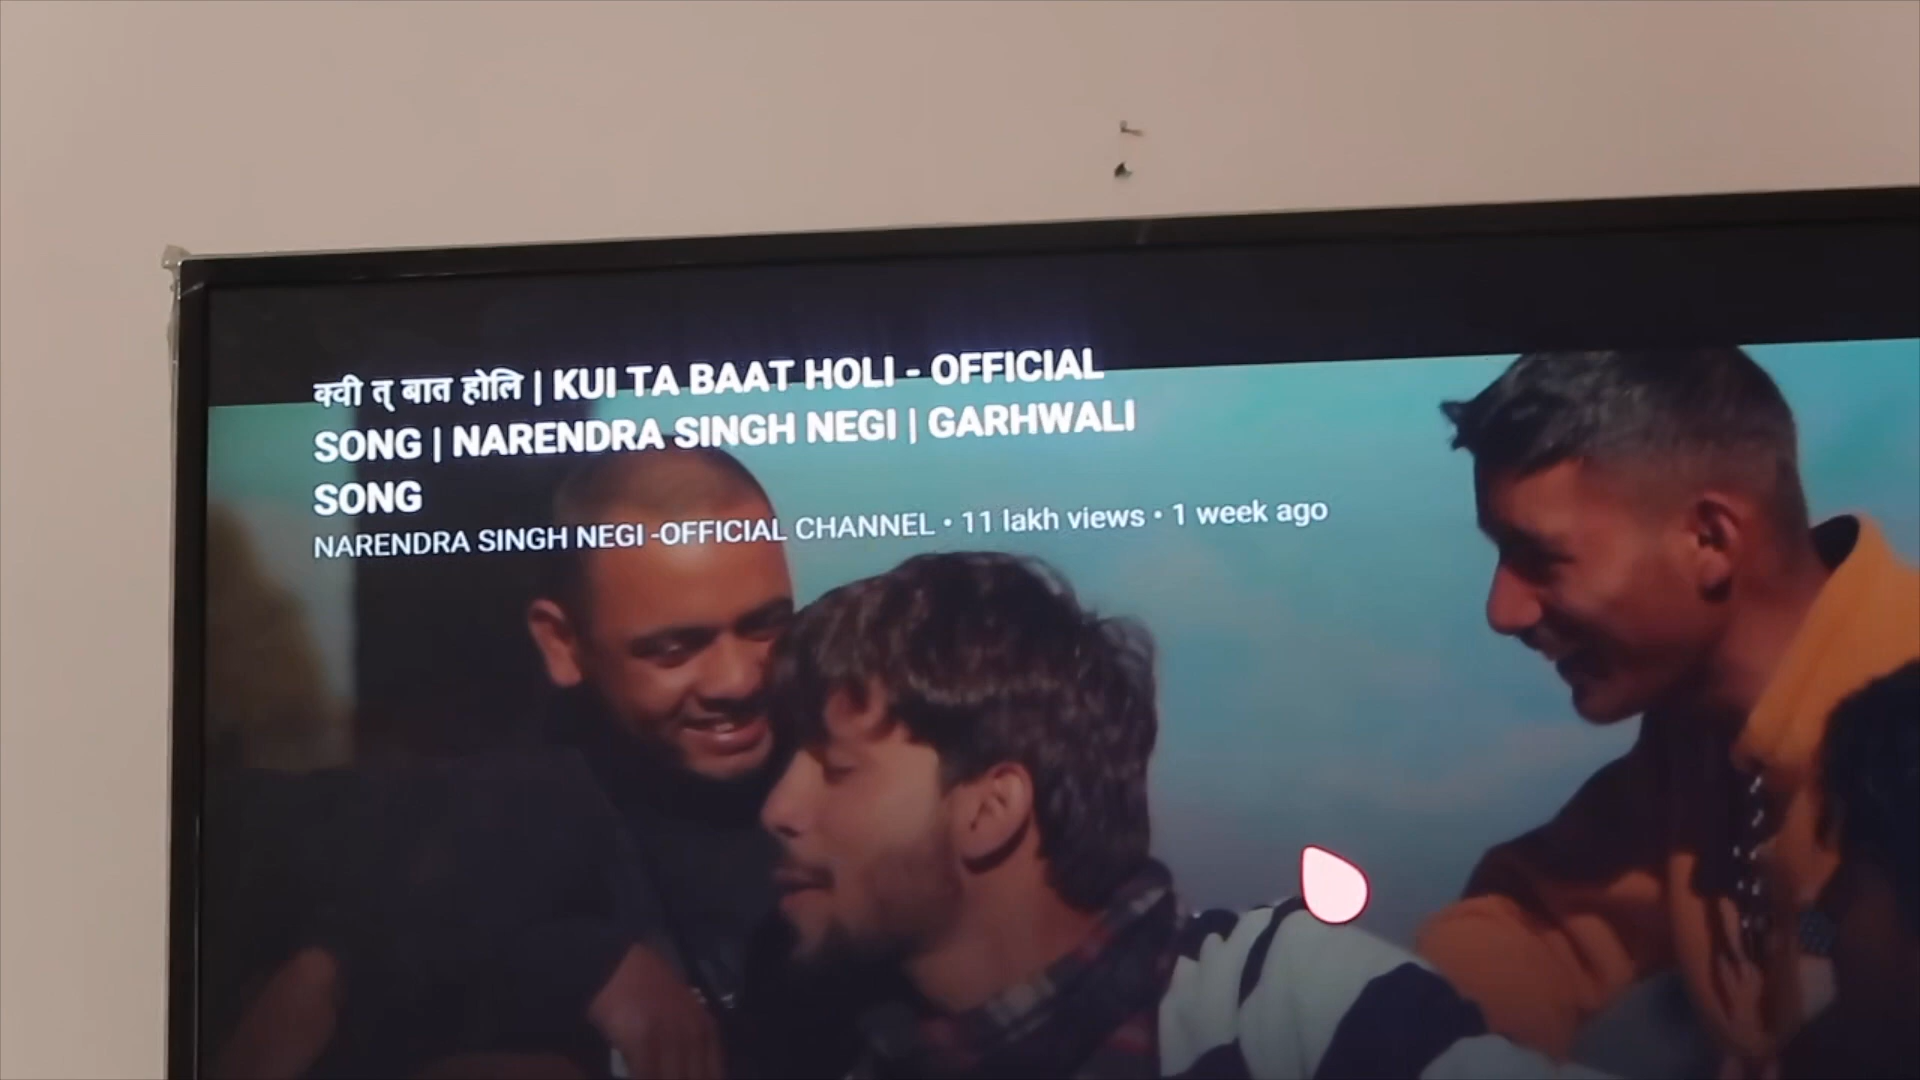 क्वी त् बात होलि | KUI TA BAAT HOLI - OFFICIAL
SONG | NARENDRA SINGH NEGI | GARHWALI
SONG
NARENDRA SINGH NEGI -OFFICIAL CHANNEL • 11 lakh views • 1 week ago